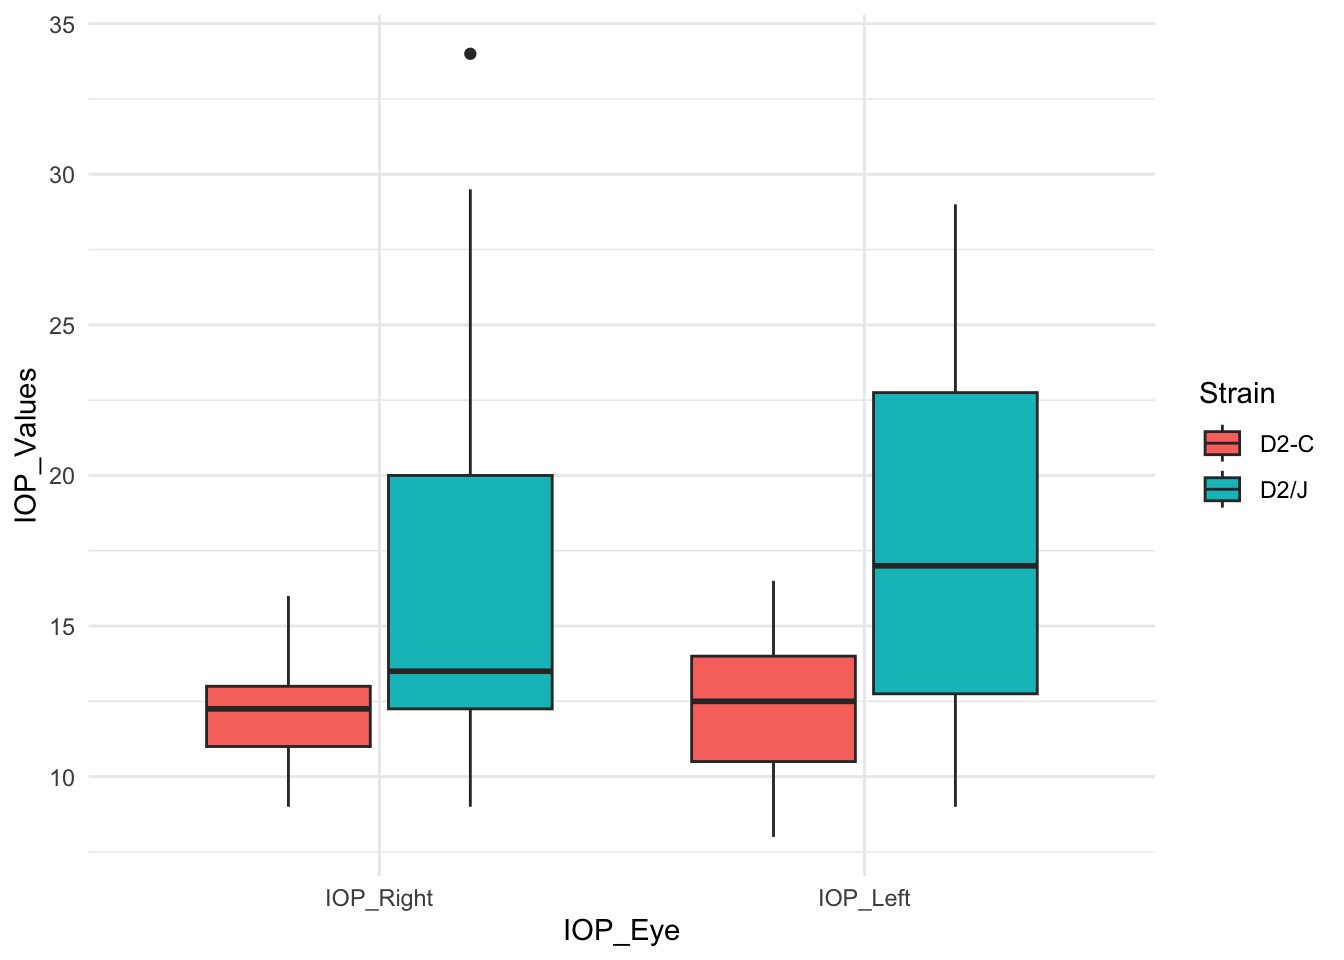 35
30
25
20
15
10
IOP_Values
IOP_Right
IOP_Left
IOP_Eye
Strain
D2-C
D2/J